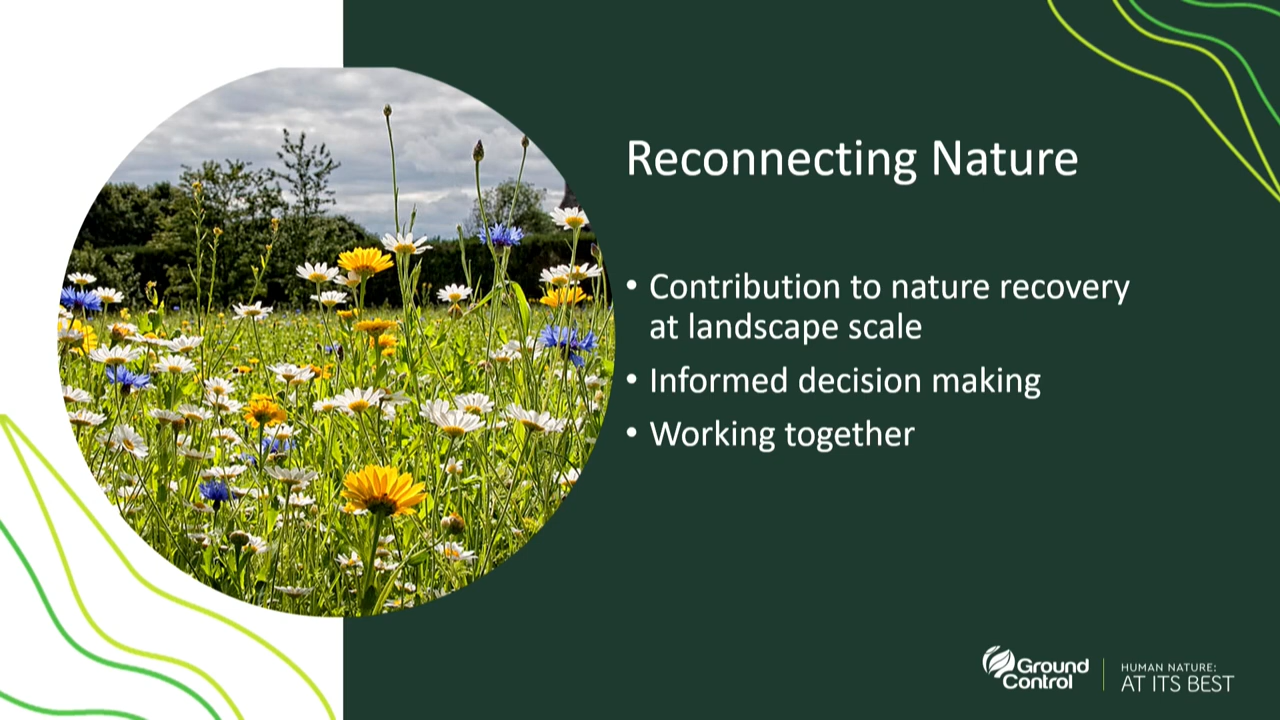 Reconnecting Nature
• Contribution to nature recovery
at landscape scale
• Informed decision making
• Working together
Ground
Control
HUMAN NATURE:
AT ITS BEST